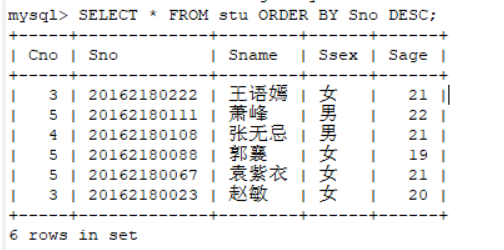 mysql> SELECT * FROM stu ORDER BY Sno DESC;
+-----+-------------+--------+------+------+
| Cno | Sno | Sname | Ssex | Sage |
+-----+-------------+--------+------+------+
| 3 | 20162180222 | 王语嫣 | 女 | 21 |
| 5 | 20162180111 | 萧峰 | 男 | 22 |
| 4 | 20162180108 | 张无忌 | 男 | 21 |
| 5 | 20162180088 | 郭襄 | 女 | 19 |
| 5 | 20162180067 | 袁紫衣 | 女 | 21 |
| 3 | 20162180023 | 赵敏 | 女 | 20 |
+-----+-------------+--------+------+------+
6 rows in set